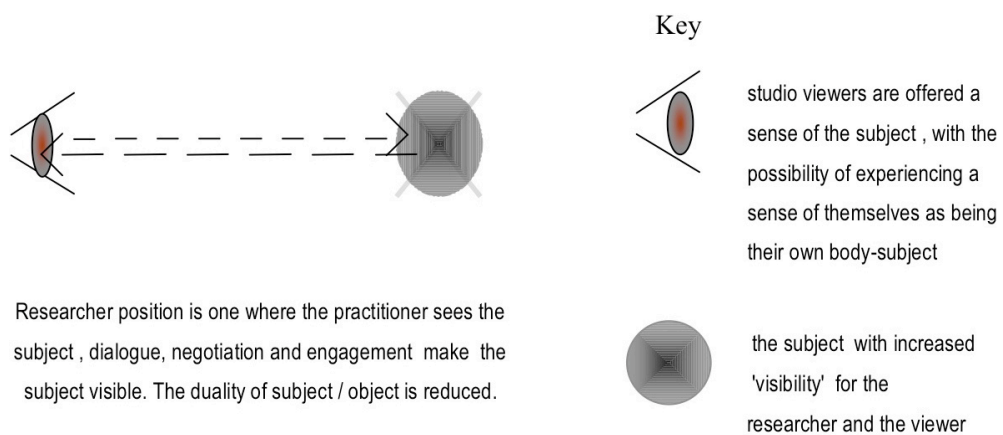 Key
studio viewers are offered a
sense of the subject , with the
possibility of experiencing a
sense of themselves as being
their own body-subject
Researcher position is one where the practitioner sees the
subject , dialogue, negotiation and engagement make the
subject visible. The duality of subject / object is reduced.
the subject with increased
'visibility' for the
researcher and the viewer